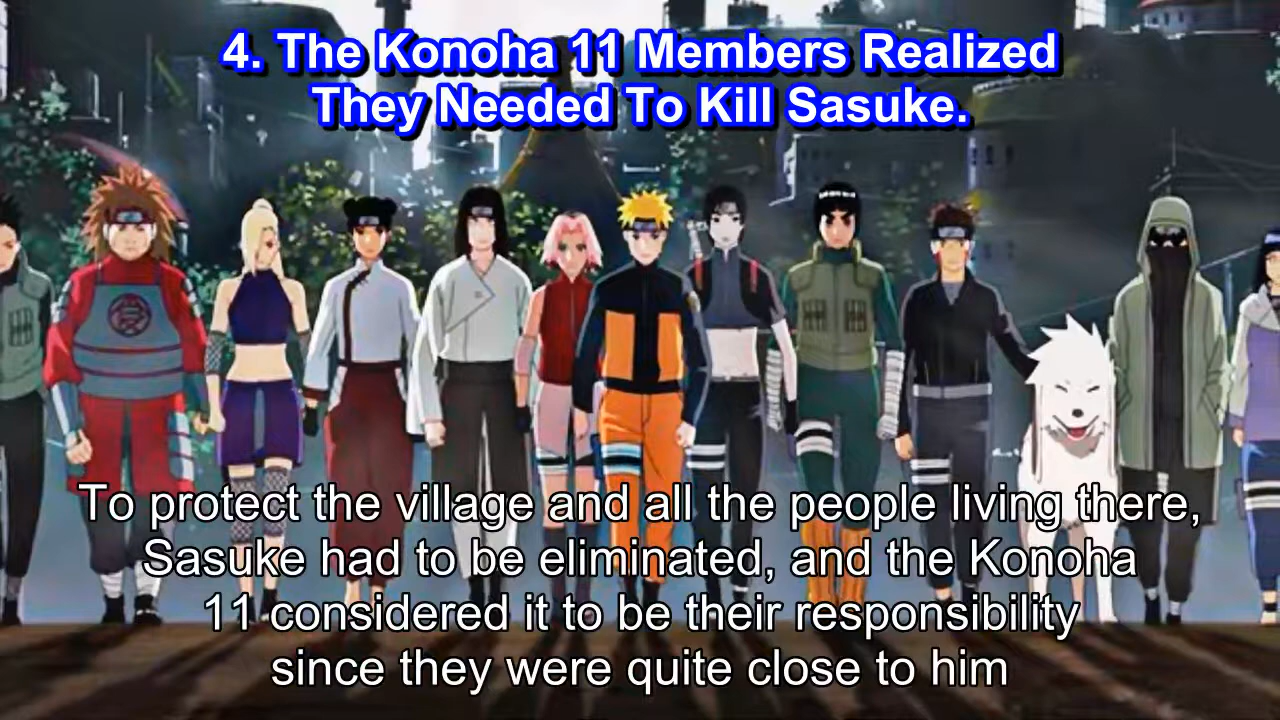 4. The Konoha 11 Members Realized
They Needed To Kill Sasuke.
To protect the village and all the people living there,
Sasuke had to be eliminated, and the Konoha
11 considered it to be their responsibility
since they were quite close to him